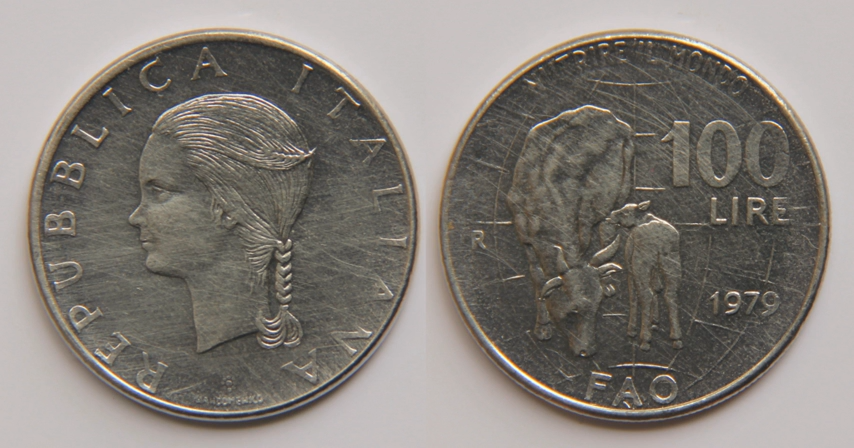 REPUBBLICA ITALIANA
NUTRIRE IL MONDO
100
LIRE
R
1979
FAO